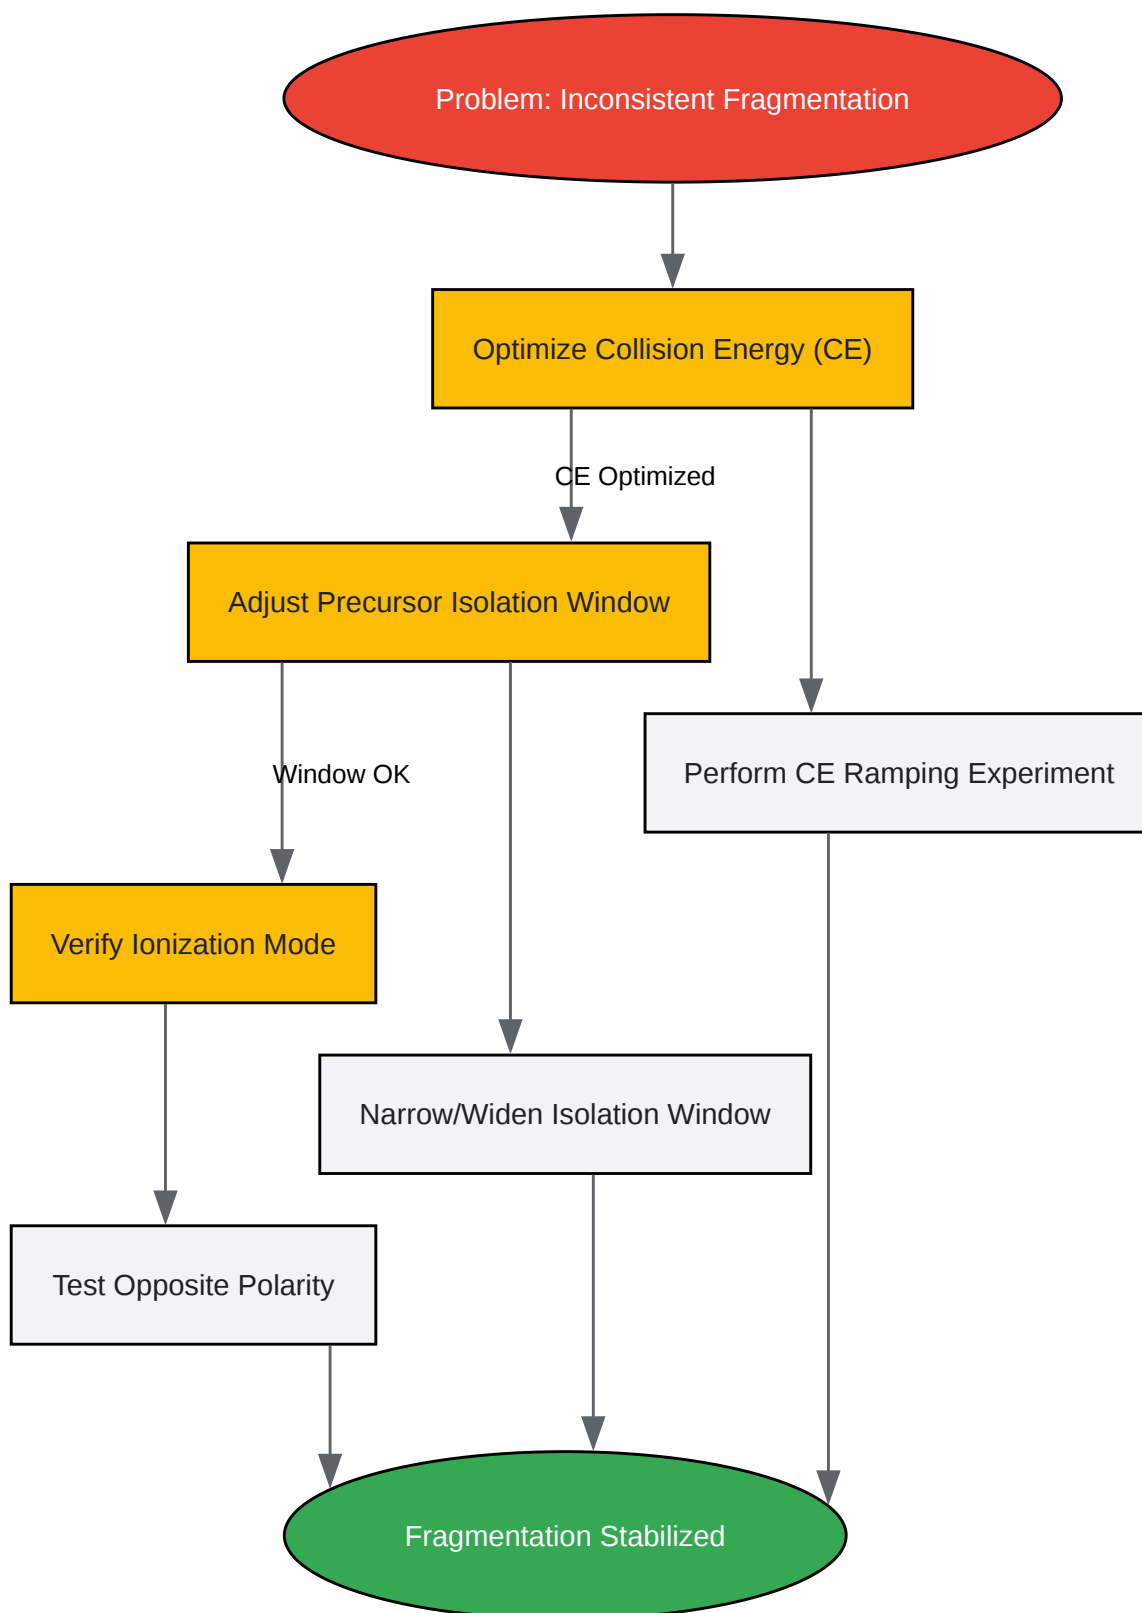 Problem: Inconsistent Fragmentation
Optimize Collision Energy (CE)
CE Optimized
Adjust Precursor Isolation Window
Window OK
Perform CE Ramping Experiment
Verify Ionization Mode
Narrow/Widen Isolation Window
Test Opposite Polarity
Fragmentation Stabilized